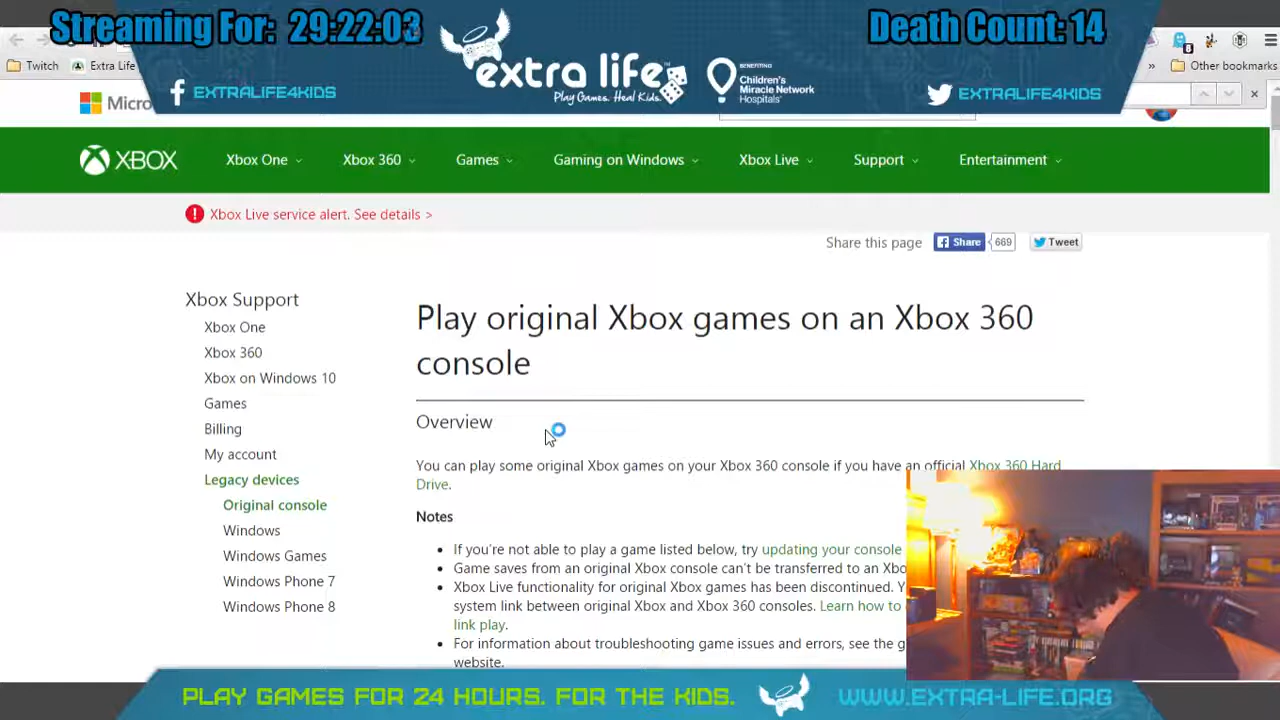 Streaming For: 29:22:03
Death Count: 14
Twitch
Extra Life
extra life
Play Games. Heal Kids.
BENEFITING
Children's
Miracle Network
Hospitals
» Other bookmarks
EXTRALIFE4KIDS
EXTRALIFE4KIDS
Micro
XBOX
Xbox One
Xbox 360
Games
Gaming on Windows
Xbox Live
Support
Entertainment
! Xbox Live service alert. See details >
Share this page
Share
669
Tweet
Xbox Support
Xbox One
Xbox 360
Xbox on Windows 10
Games
Billing
My account
Legacy devices
Original console
Windows
Windows Games
Windows Phone 7
Windows Phone 8
Play original Xbox games on an Xbox 360
console
Overview
You can play some original Xbox games on your Xbox 360 console if you have an official Xbox 360 Hard
Drive.
Notes
• If you're not able to play a game listed below, try updating your console
• Game saves from an original Xbox console can't be transferred to an Xbo
• Xbox Live functionality for original Xbox games has been discontinued. Y
system link between original Xbox and Xbox 360 consoles. Learn how to
link play.
• For information about troubleshooting game issues and errors, see the g
website.
PLAY GAMES FOR 24 HOURS. FOR THE KIDS.
WWW.EXTRA-LIFE.ORG